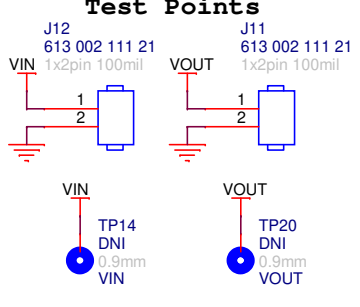 Test Points
J12
613 002 111 21
VIN 1x2pin 100mil
1
2
J11
613 002 111 21
VOUT 1x2pin 100mil
1
2
VIN
TP14
DNI
0.9mm
VIN
VOUT
TP20
DNI
0.9mm
VOUT